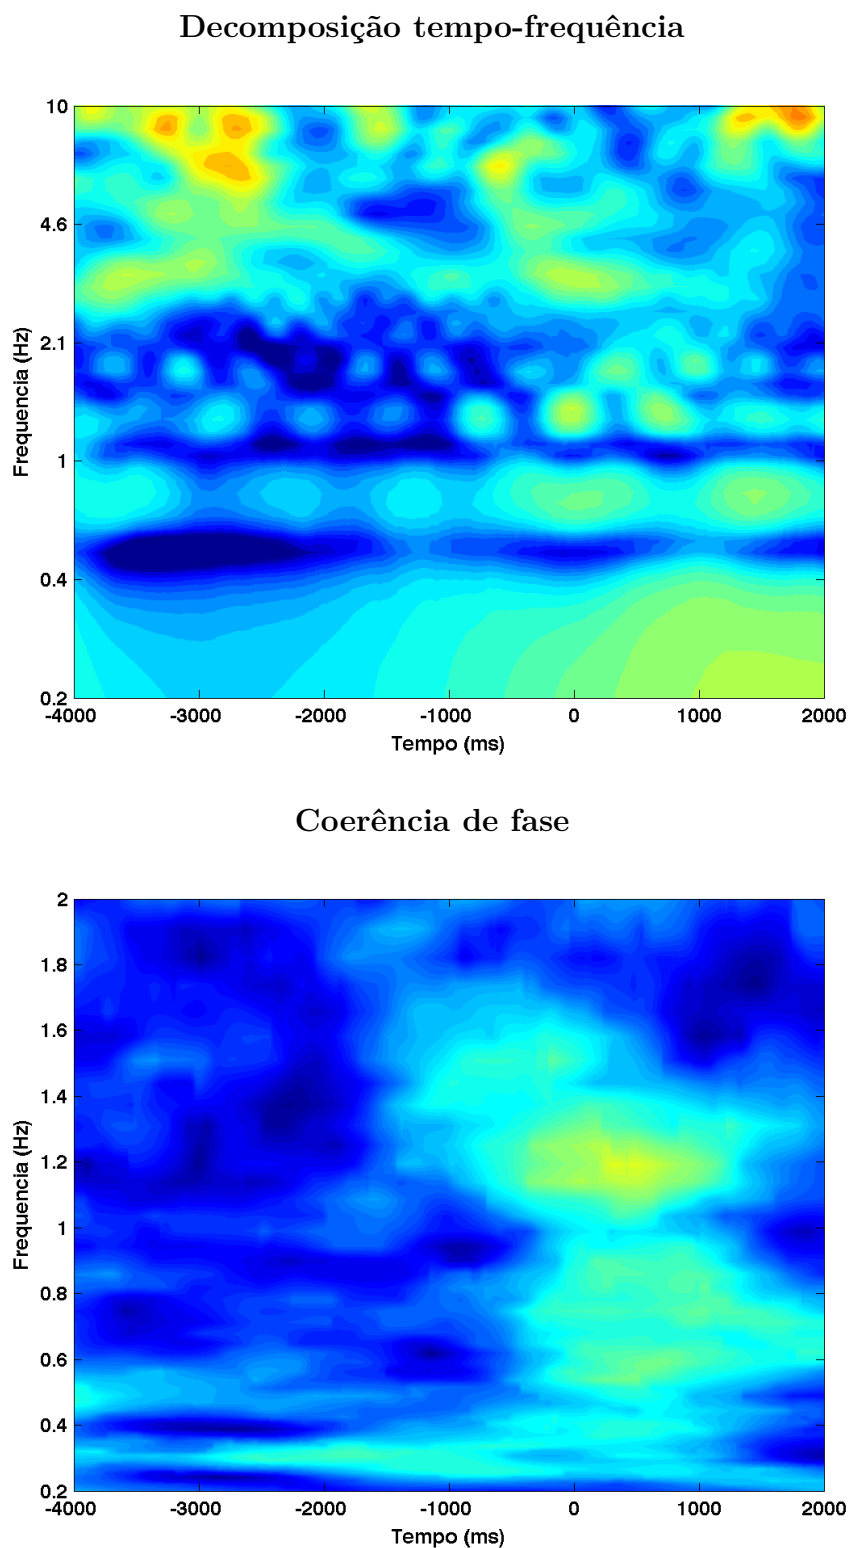 Decomposição tempo-frequência
10
4.6
2.1
1
0.4
0.2
Frequencia (Hz)
-4000 -3000 -2000 -1000 0 1000 2000
Tempo (ms)
Coerência de fase
2
1.8
1.6
1.4
1.2
1
0.8
0.6
0.4
0.2
Frequencia (Hz)
-4000 -3000 -2000 -1000 0 1000 2000
Tempo (ms)